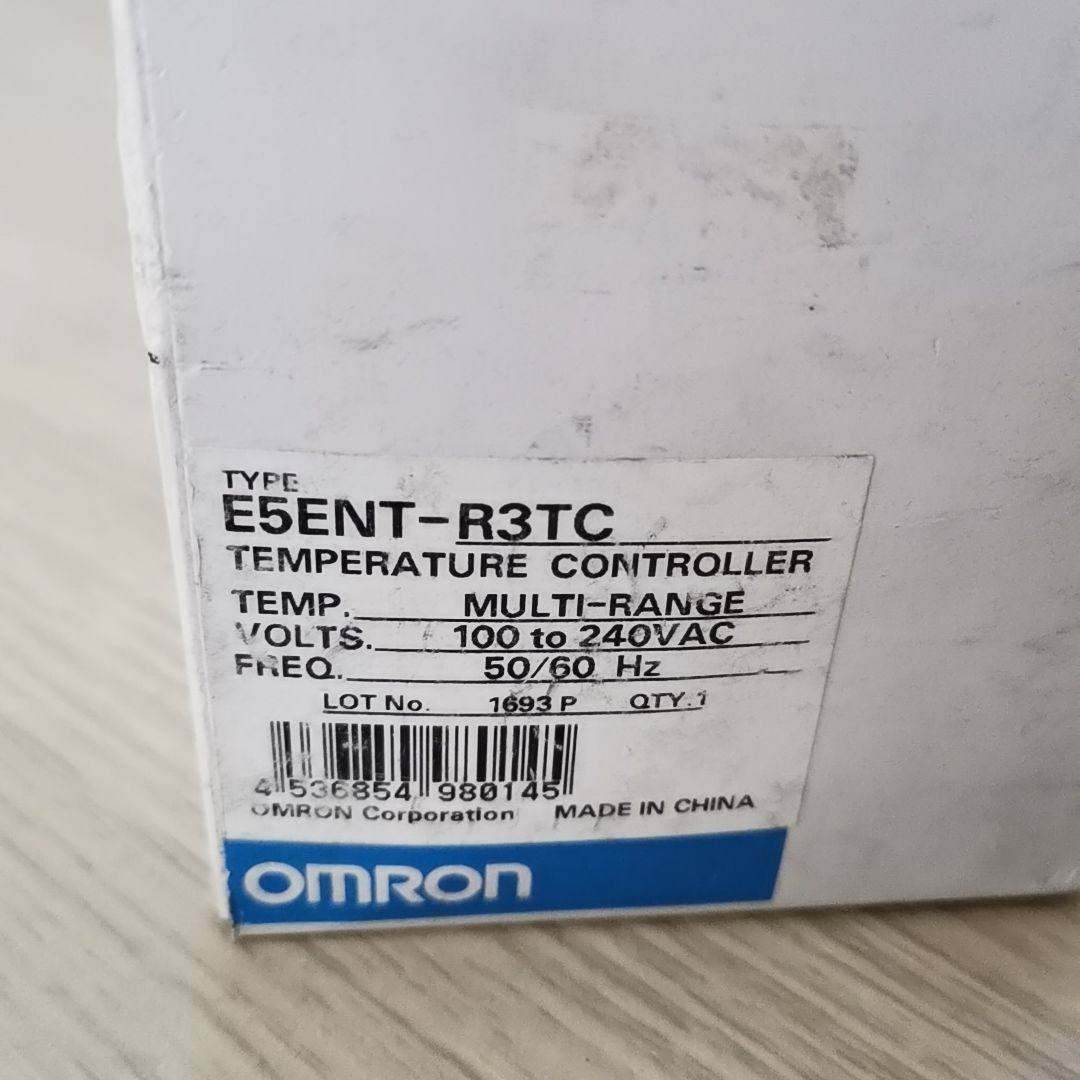 TYPE
E5ENT-R3TC
TEMPERATURE CONTROLLER
TEMP. MULTI-RANGE
VOLTS. 100 to 240VAC
FREQ. 50/60 Hz
LOT No. 1693 P QTY.1
4 536854 980145
OMRON Corporation MADE IN CHINA
OMRON